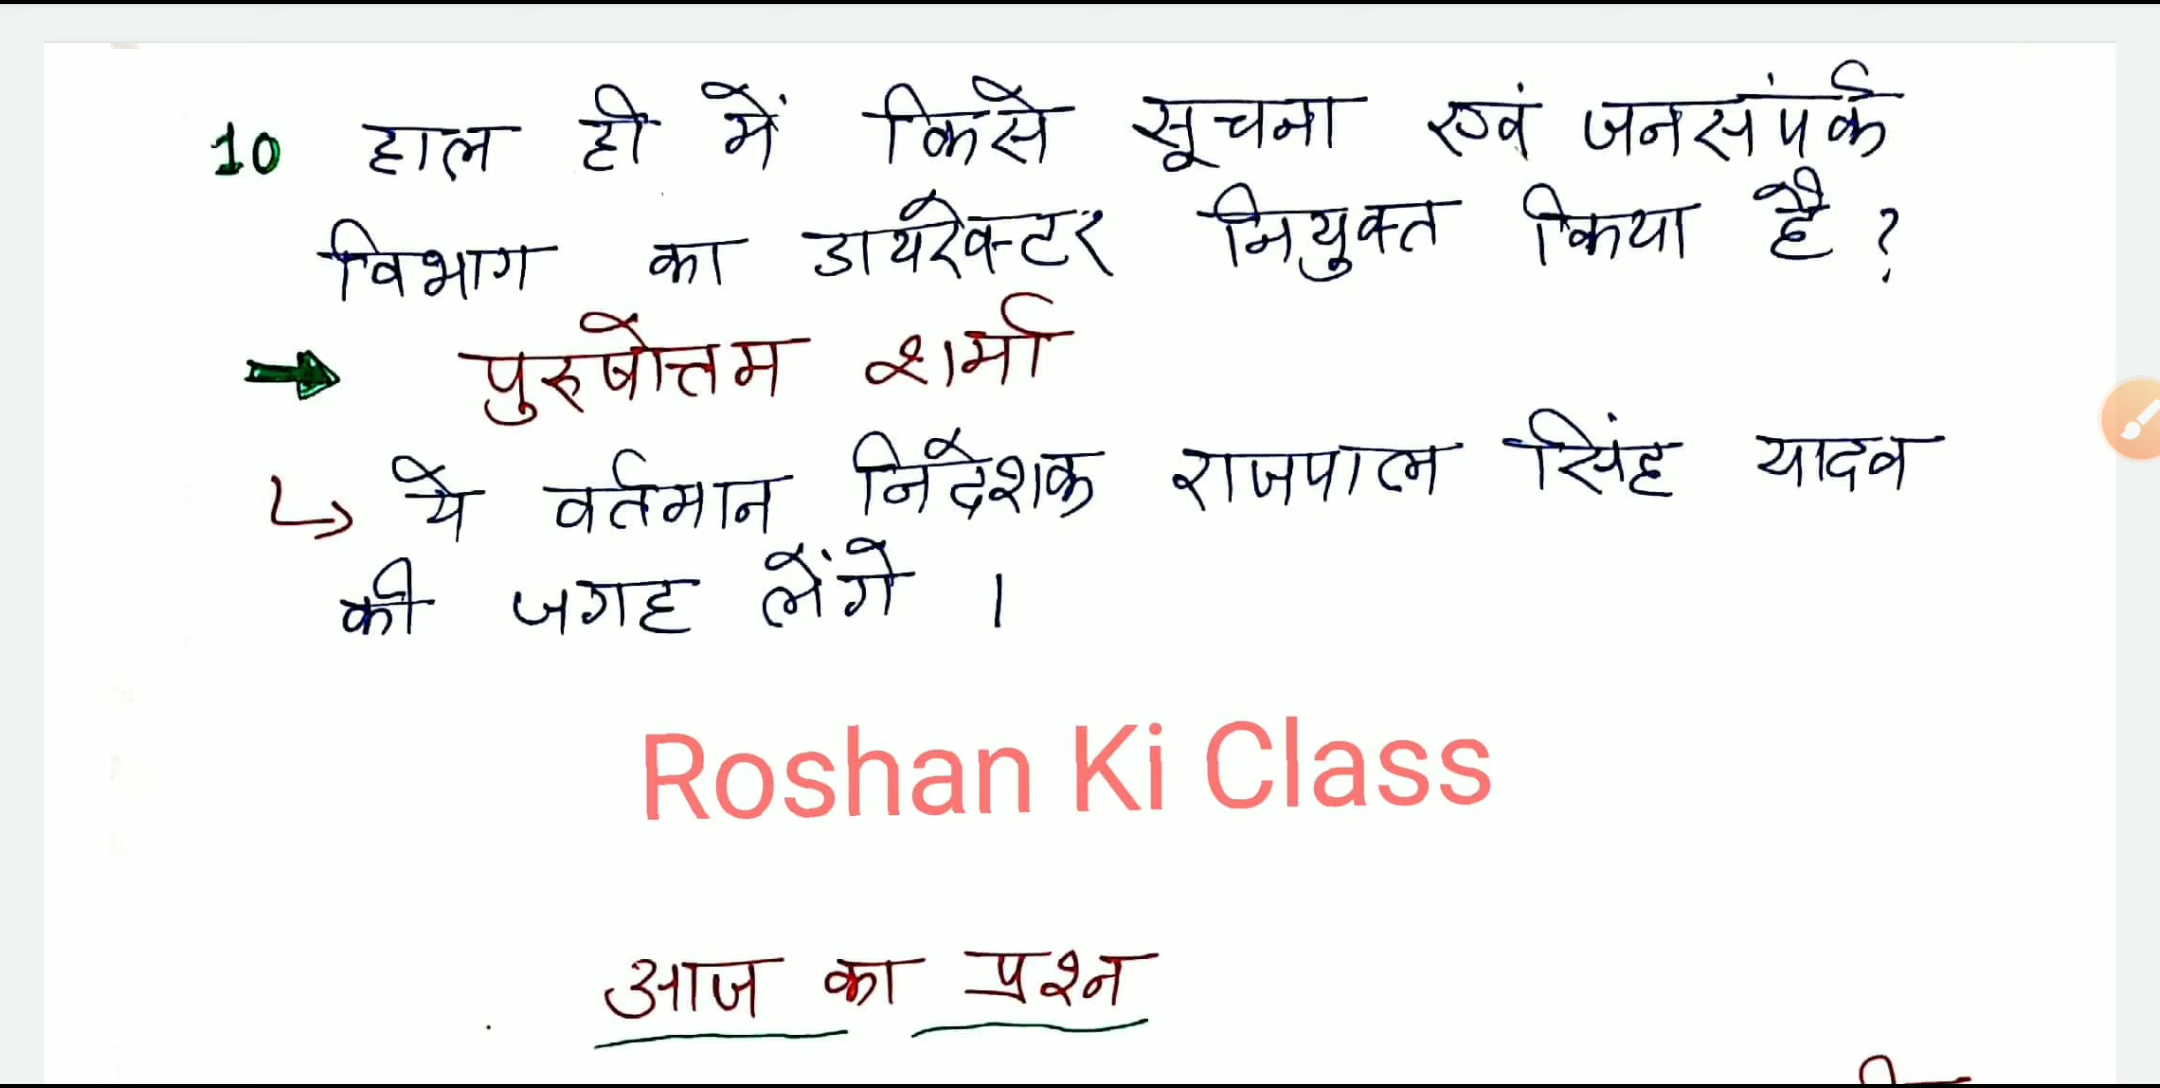 10 हाल ही में किसे सूचना एवं जनसंपर्क
विभाग का डायरेक्टर नियुक्त किया है ?
→ पुरुषोत्तम शर्मा
↳ ये वर्तमान निदेशक राजपाल सिंह यादव
की जगह लेंगे ।
Roshan Ki Class
आज का प्रश्न